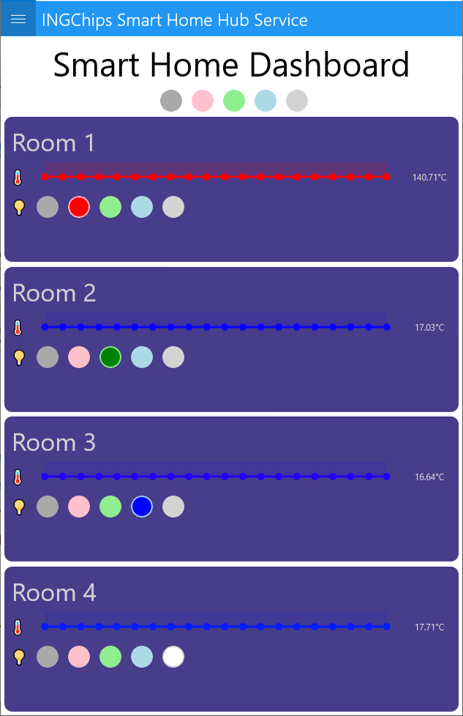 INGChips Smart Home Hub Service
Smart Home Dashboard
Room 1
140.71°C
Room 2
17.03°C
Room 3
16.64°C
Room 4
17.71°C